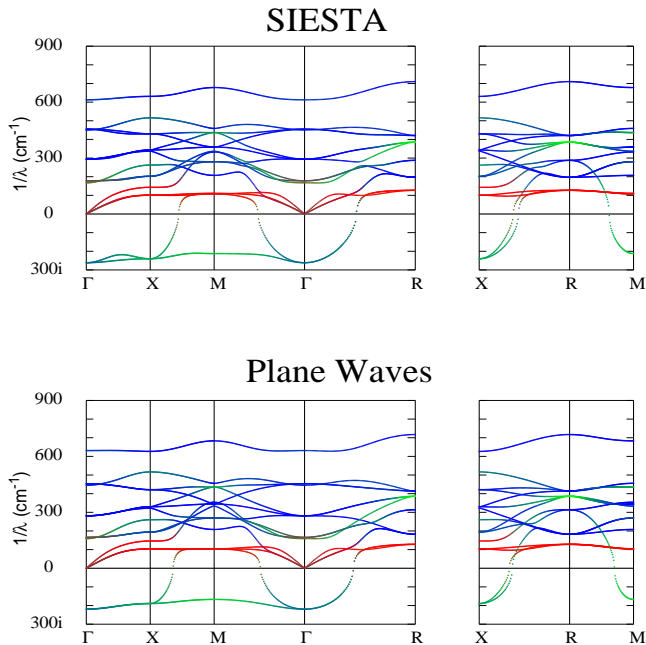 SIESTA
900
600
300
0
300i
1/λ (cm-1)
Γ X M Γ R
X R M
Plane Waves
900
600
300
0
300i
1/λ (cm-1)
Γ X M Γ R
X R M